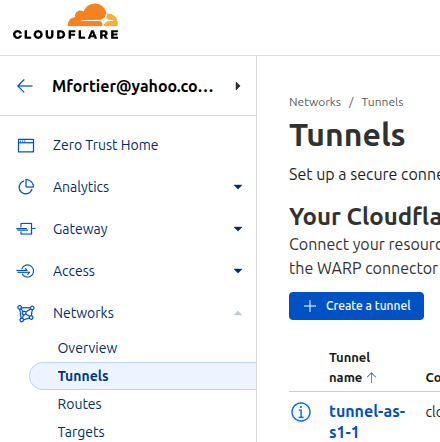 CLOUDFLARE
Mfortier@yahoo.co...
Zero Trust Home
Analytics
Gateway
Access
Networks
Overview
Tunnels
Routes
Targets
Networks / Tunnels
Tunnels
Set up a secure conne
Your Cloudfla
Connect your resourc
the WARP connector
+ Create a tunnel
Tunnel
name ↑
Co
tunnel-as-
s1-1
clo